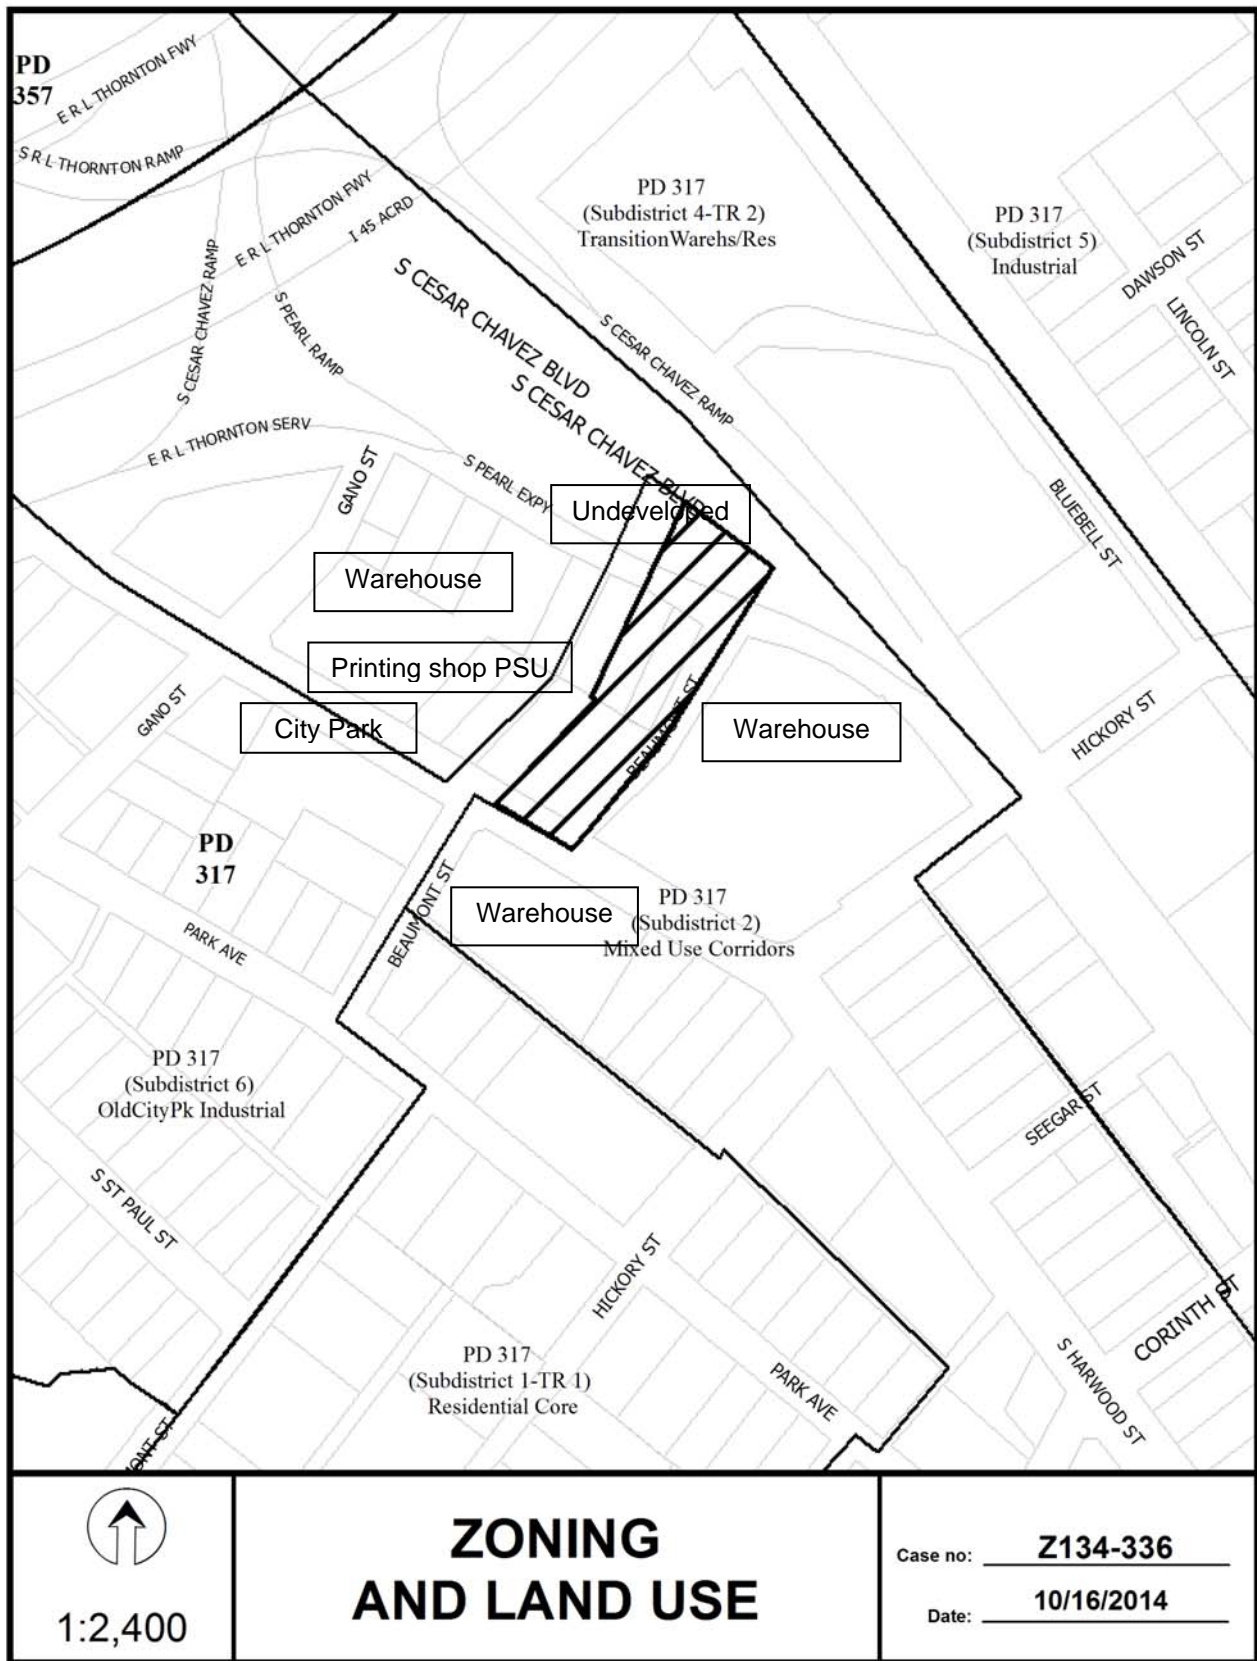 PD
357
E R L THORNTON FWY
S R L THORNTON RAMP
E R L THORNTON FWY
I 45 ACRD
S CESAR CHAVEZ RAMP
S PEARL RAMP
S CESAR CHAVEZ BLVD
S CESAR CHAVEZ BLVD
S CESAR CHAVEZ RAMP
PD 317
(Subdistrict 4-TR 2)
TransitionWarehs/Res
PD 317
(Subdistrict 5)
Industrial
DAWSON ST
LINCOLN ST
E R L THORNTON SERV
GANO ST
S PEARL EXPY
Undeveloped
BLUEBELL ST
Warehouse
Printing shop PSU
City Park
GANO ST
BEAUMONT ST
Warehouse
HICKORY ST
PD
317
PARK AVE
BEAUMONT ST
Warehouse
PD 317
(Subdistrict 2)
Mixed Use Corridors
PD 317
(Subdistrict 6)
OldCityPk Industrial
S ST PAUL ST
SEEGAR ST
HICKORY ST
CORINTH ST
S HARWOOD ST
PD 317
(Subdistrict 1-TR 1)
Residential Core
PARK AVE
MONT ST
1:2,400
ZONING
AND LAND USE
Case no: Z134-336
Date: 10/16/2014